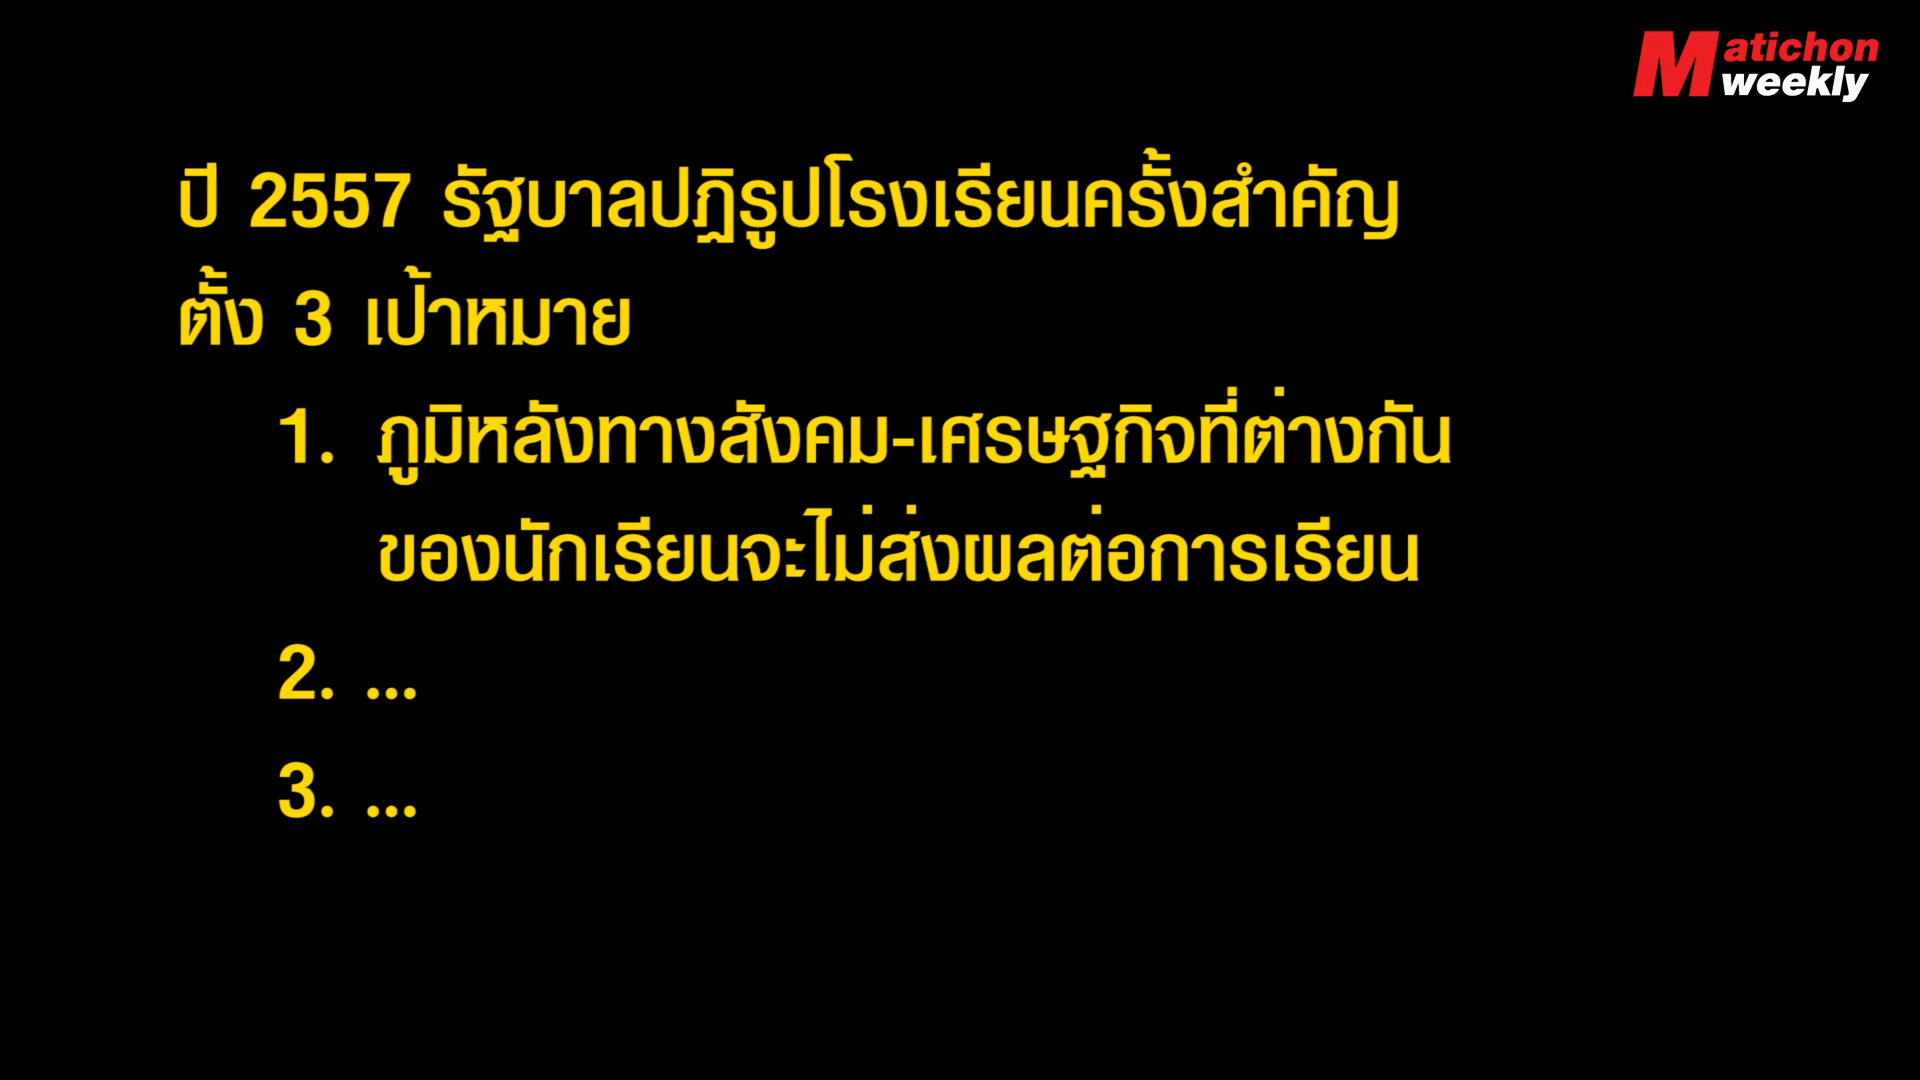 Matichon
weekly
ปี 2557 รัฐบาลปฏิรูปโรงเรียนครั้งสำคัญ
ตั้ง 3 เป้าหมาย
1. ภูมิหลังทางสังคม-เศรษฐกิจที่ต่างกัน
ของนักเรียนจะไม่ส่งผลต่อการเรียน
2. ...
3. ...